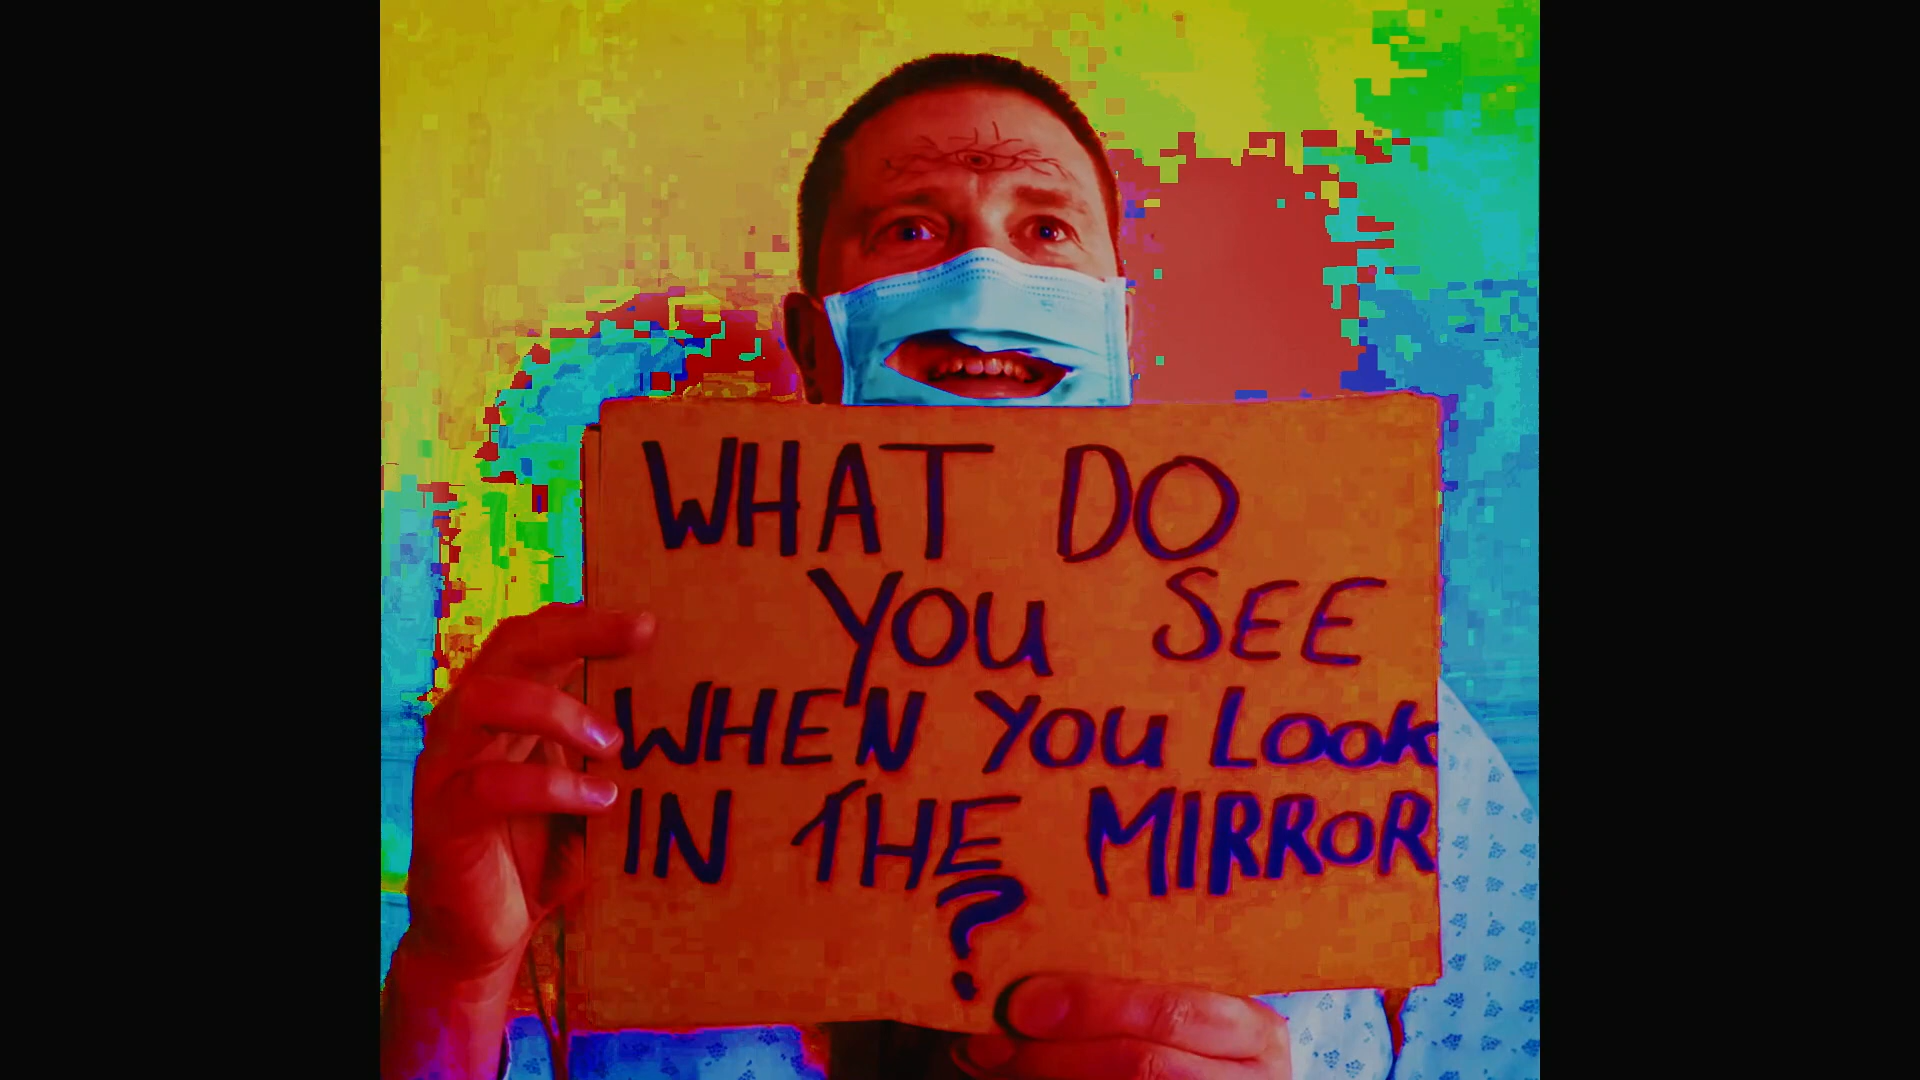 WHAT DO
YOU SEE
WHEN YOU LOOK
IN THE MIRROR
?